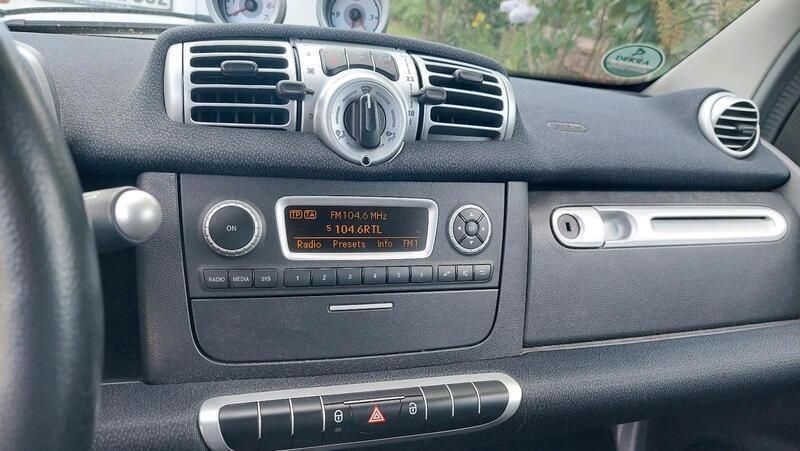 DEKRA
22
18
TP TA FM104.6 MHz
5 104.6RTL
Radio Presets Info FM1
ON
RADIO MEDIA SYS 1 2 3 4 5 6